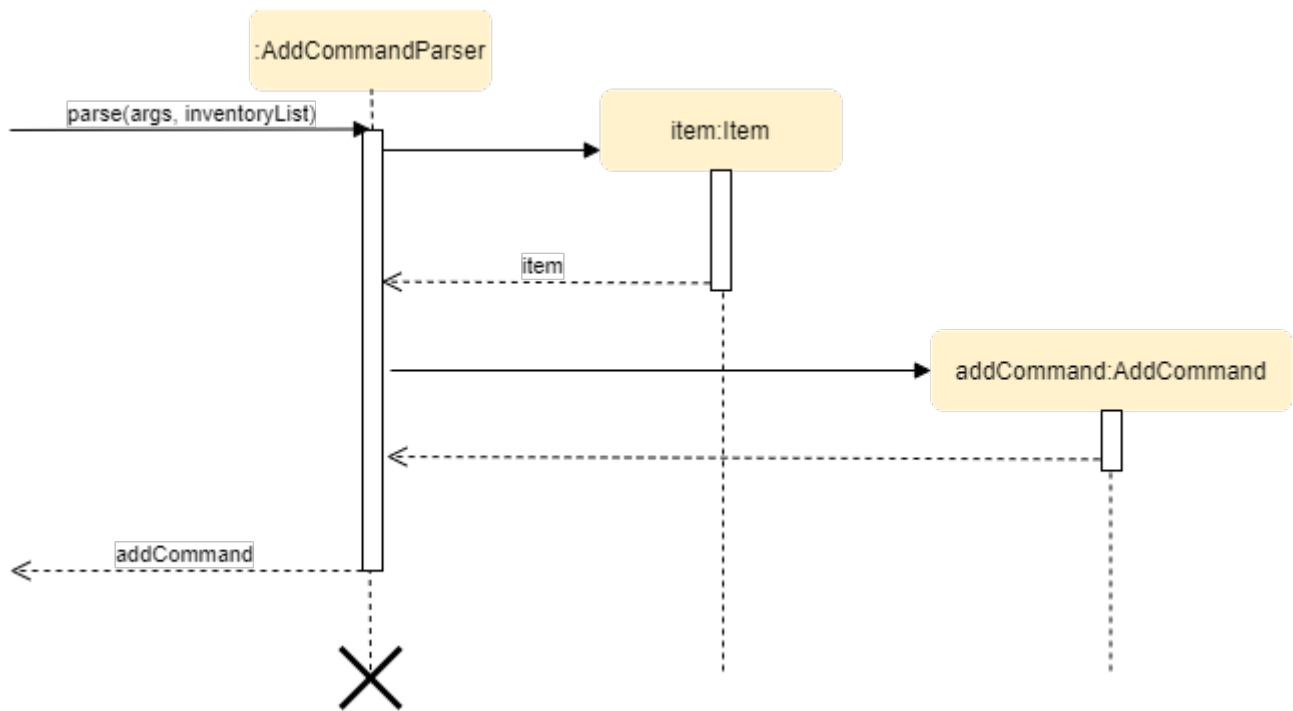 :AddCommandParser
parse(args, inventoryList)
item:Item
item
addCommand:AddCommand
addCommand